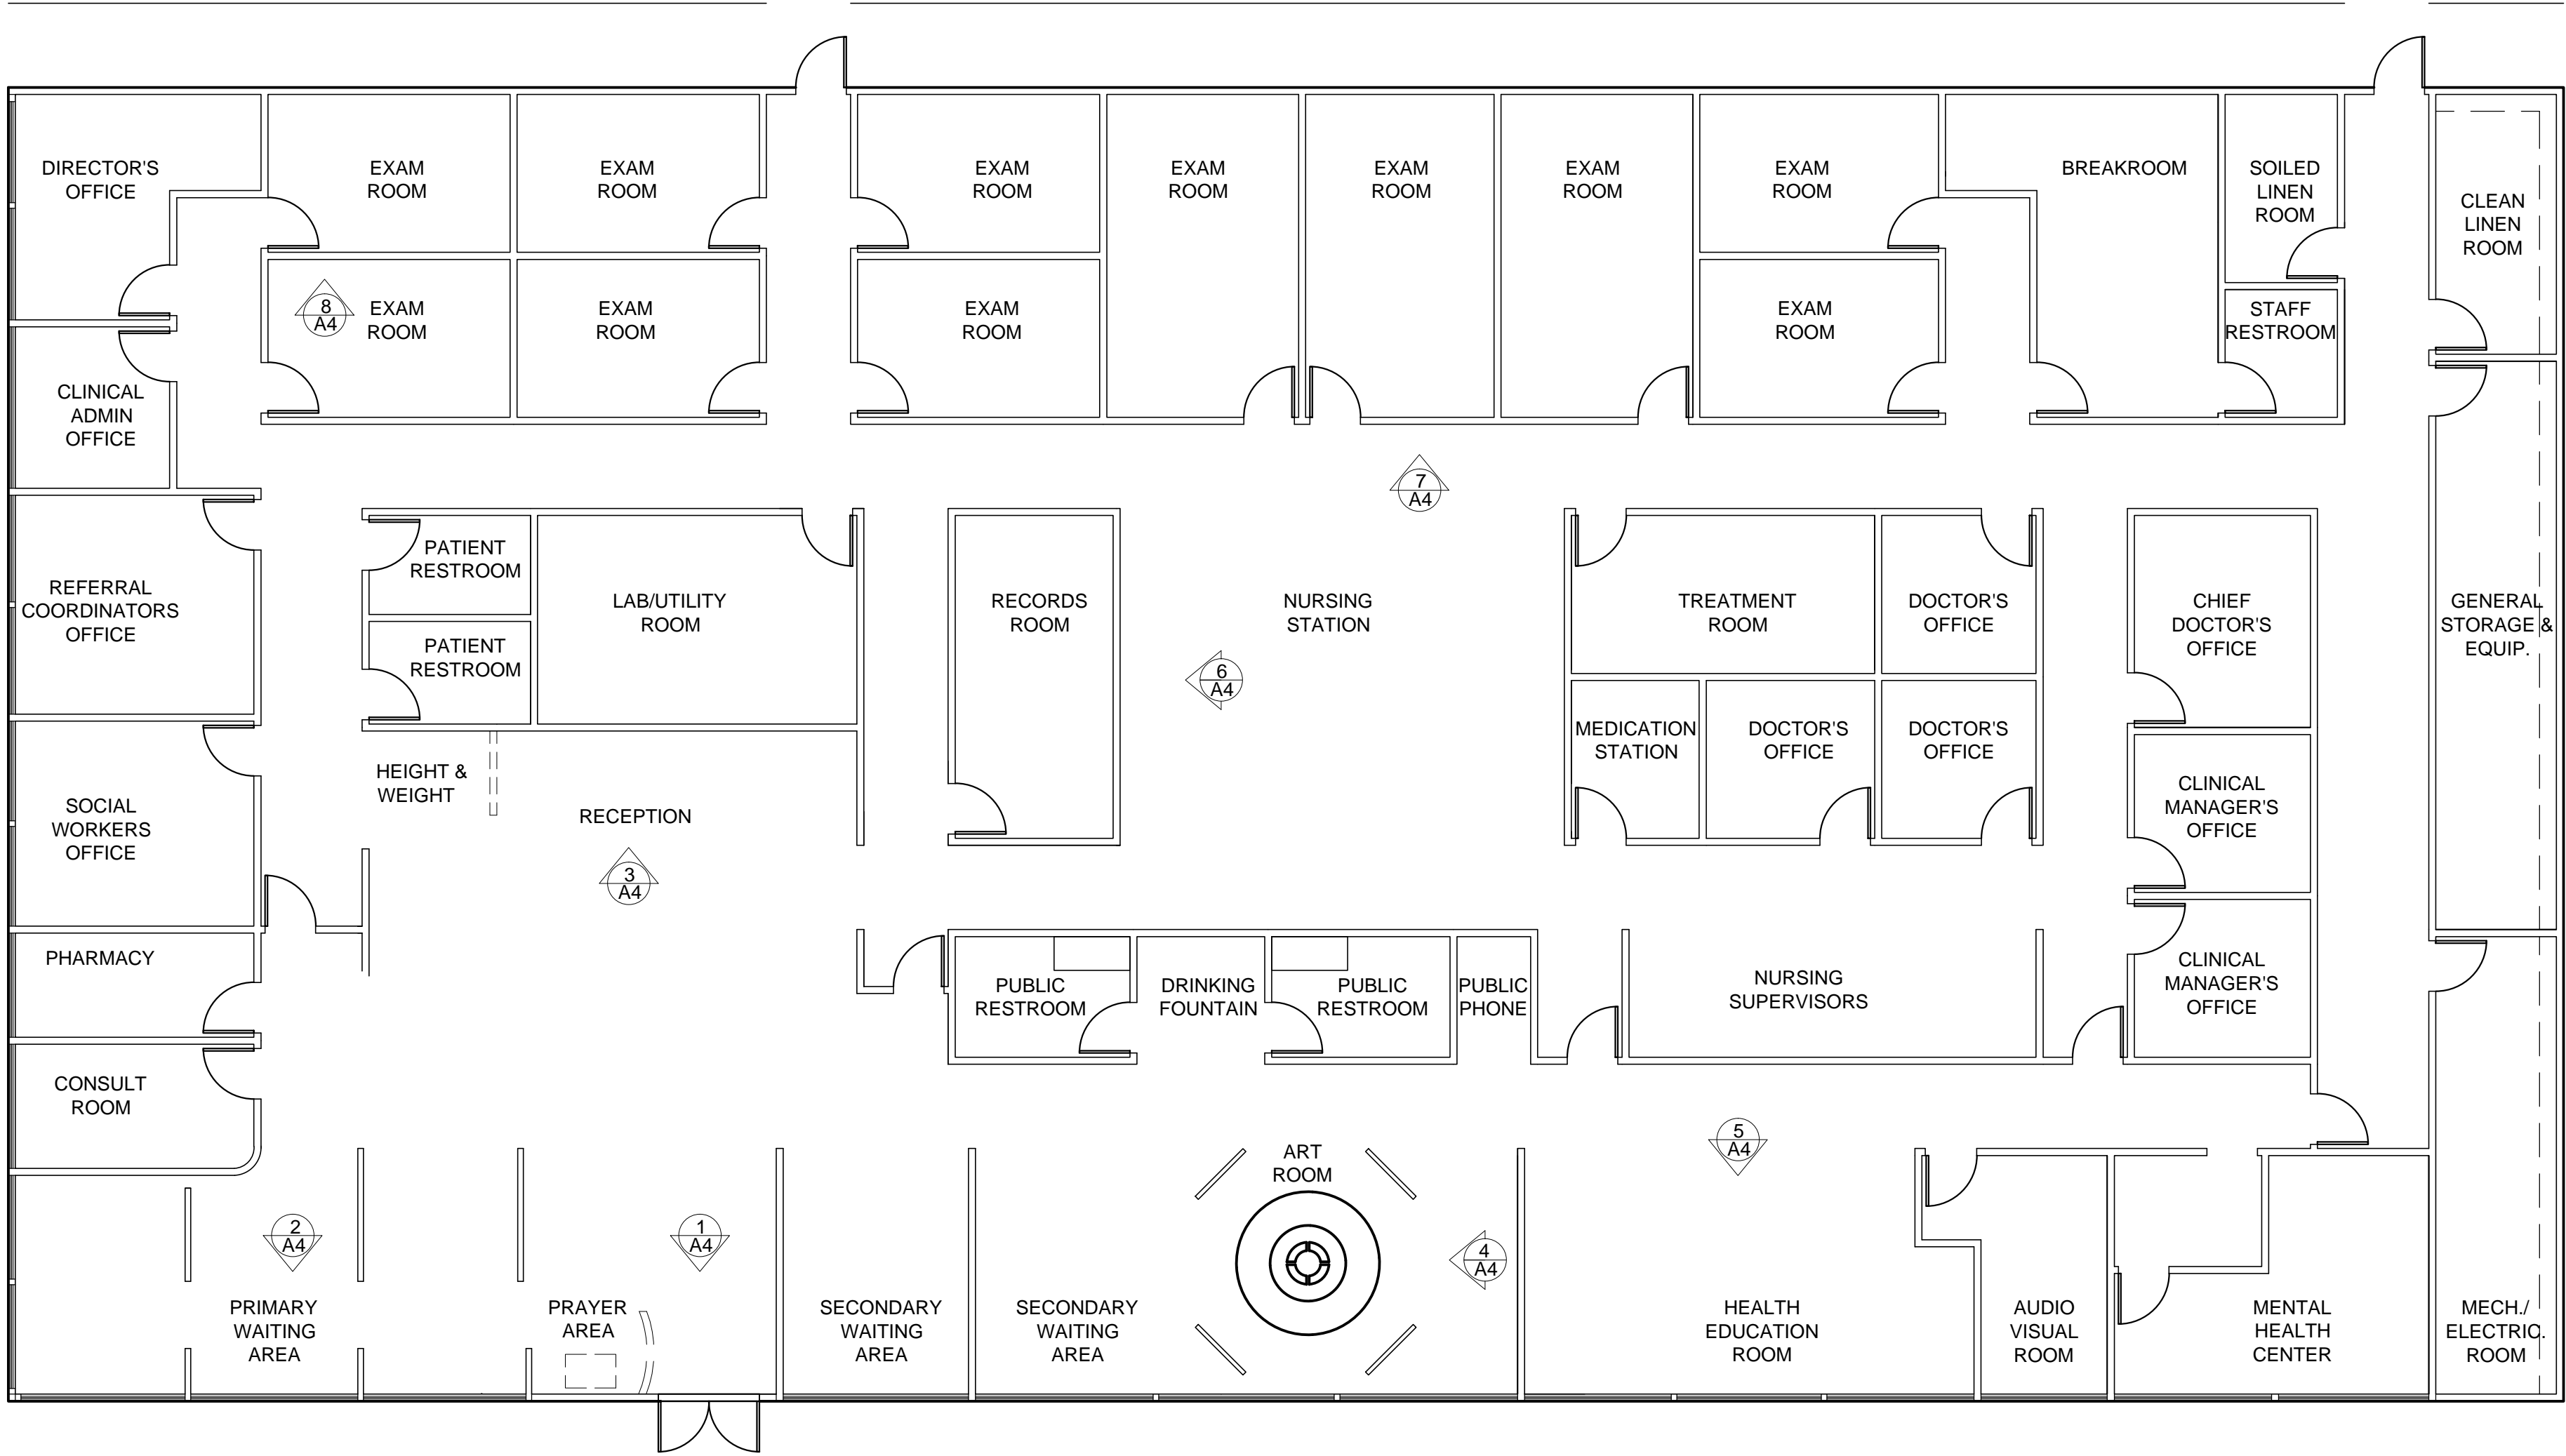 DIRECTOR'S
OFFICE
EXAM
ROOM
EXAM
ROOM
EXAM
ROOM
EXAM
ROOM
EXAM
ROOM
EXAM
ROOM
EXAM
ROOM
BREAKROOM
SOILED
LINEN
ROOM
CLEAN
LINEN
ROOM
8
A4
EXAM
ROOM
EXAM
ROOM
EXAM
ROOM
EXAM
ROOM
STAFF
RESTROOM
CLINICAL
ADMIN
OFFICE
7
A4
REFERRAL
COORDINATORS
OFFICE
PATIENT
RESTROOM
PATIENT
RESTROOM
LAB/UTILITY
ROOM
RECORDS
ROOM
NURSING
STATION
6
A4
TREATMENT
ROOM
DOCTOR'S
OFFICE
CHIEF
DOCTOR'S
OFFICE
GENERAL
STORAGE &
EQUIP.
MEDICATION
STATION
DOCTOR'S
OFFICE
DOCTOR'S
OFFICE
HEIGHT &
WEIGHT
RECEPTION
SOCIAL
WORKERS
OFFICE
CLINICAL
MANAGER'S
OFFICE
3
A4
PHARMACY
PUBLIC
RESTROOM
DRINKING
FOUNTAIN
PUBLIC
RESTROOM
PUBLIC
PHONE
NURSING
SUPERVISORS
CLINICAL
MANAGER'S
OFFICE
CONSULT
ROOM
5
A4
ART
ROOM
2
A4
1
A4
4
A4
PRIMARY
WAITING
AREA
PRAYER
AREA
SECONDARY
WAITING
AREA
SECONDARY
WAITING
AREA
HEALTH
EDUCATION
ROOM
AUDIO
VISUAL
ROOM
MENTAL
HEALTH
CENTER
MECH./
ELECTRIC.
ROOM